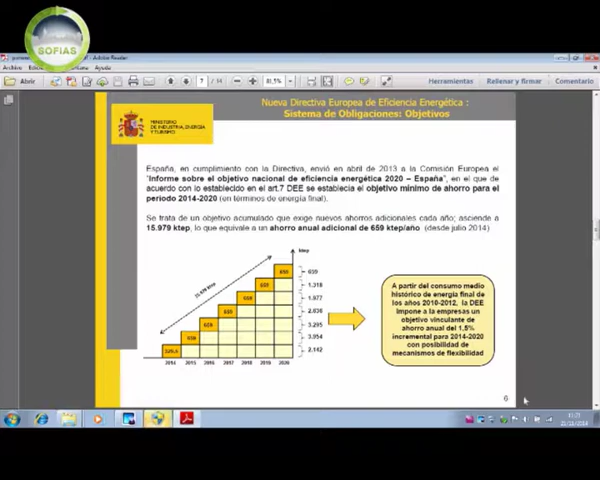 SOFIAS
Adobe Reader
Archivo
Ayuda
Abrir
7 / 14
81,5%
Herramientas
Rellenar y firmar
Comentario
Nueva Directiva Europea de Eficiencia Energética :
Sistema de Obligaciones: Objetivos
MINISTERIO
DE INDUSTRIA, ENERGÍA
Y TURISMO
España, en cumplimiento con la Directiva, envió en abril de 2013 a la Comisión Europea el
"Informe sobre el objetivo nacional de eficiencia energética 2020 – España", en el que de
acuerdo con lo establecido en el art.7 DEE se establecía el objetivo mínimo de ahorro para el
periodo 2014-2020 (en términos de energía final).
Se trata de un objetivo acumulado que exige nuevos ahorros adicionales cada año; asciende a
15.979 ktep, lo que equivale a un ahorro anual adicional de 659 ktep/año (desde julio 2014)
ktep
15.979 ktep
659
659
659
659
659
659
659
1.318
1.977
2.636
3.295
3.954
2.142
2014
2015
2016
2017
2018
2019
2020
A partir del consumo medio
histórico de energía final de
los años 2010-2012, la DEE
impone a la empresas un
objetivo vinculante de
ahorro anual del 1,5%
incremental para 2014-2020
con posibilidad de
mecanismos de flexibilidad
6